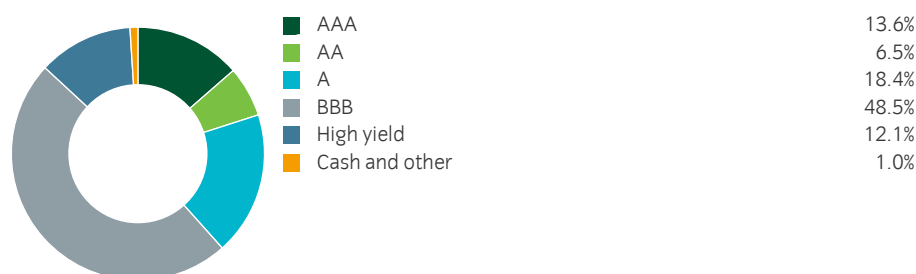 AAA 13.6%
AA 6.5%
A 18.4%
BBB 48.5%
High yield 12.1%
Cash and other 1.0%